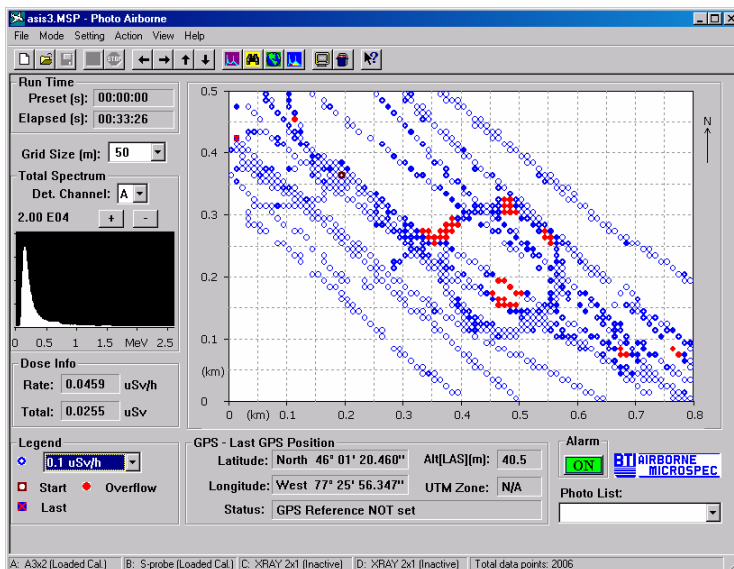 asis3.MSP - Photo Airborne
File Mode Setting Action View Help
STOP
Run Time
Preset (s): 00:00:00
Elapsed (s): 00:33:26
Grid Size (m): 50
Total Spectrum
Det. Channel: A
2.00 E04 + -
0 0.5 1 1.5 MeV 2.5
Dose Info
Rate: 0.0459 uSv/h
Total: 0.0255 uSv
Legend
0.1 uSv/h
Start Overflow
Last
0.5
0.4
0.3
0.2
0.1
(km)
0
0 (km) 0.1 0.2 0.3 0.4 0.5 0.6 0.7 0.8
N
GPS - Last GPS Position
Latitude: North 46° 01' 20.460" Alt[LAS](m): 40.5
Longitude: West 77° 25' 56.347" UTM Zone: N/A
Status: GPS Reference NOT set
Alarm
ON
BTI AIRBORNE MICROSPEC
Photo List:
A: A3x2 (Loaded Cal.) B: S-probe (Loaded Cal.) C: XRAY 2x1 (Inactive) D: XRAY 2x1 (Inactive) Total data points: 2006